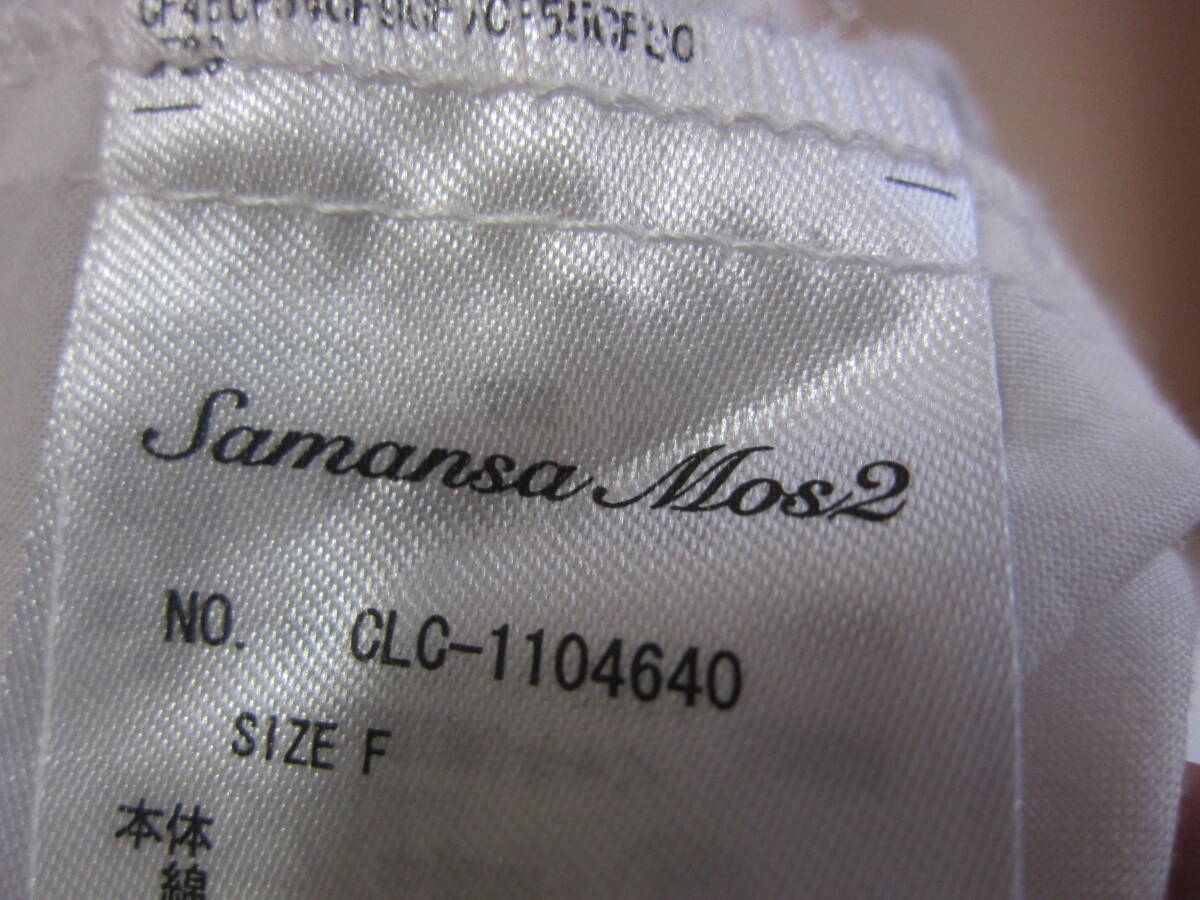 Samansa Mos2
NO. CLC-1104640
SIZE F
本体
綿